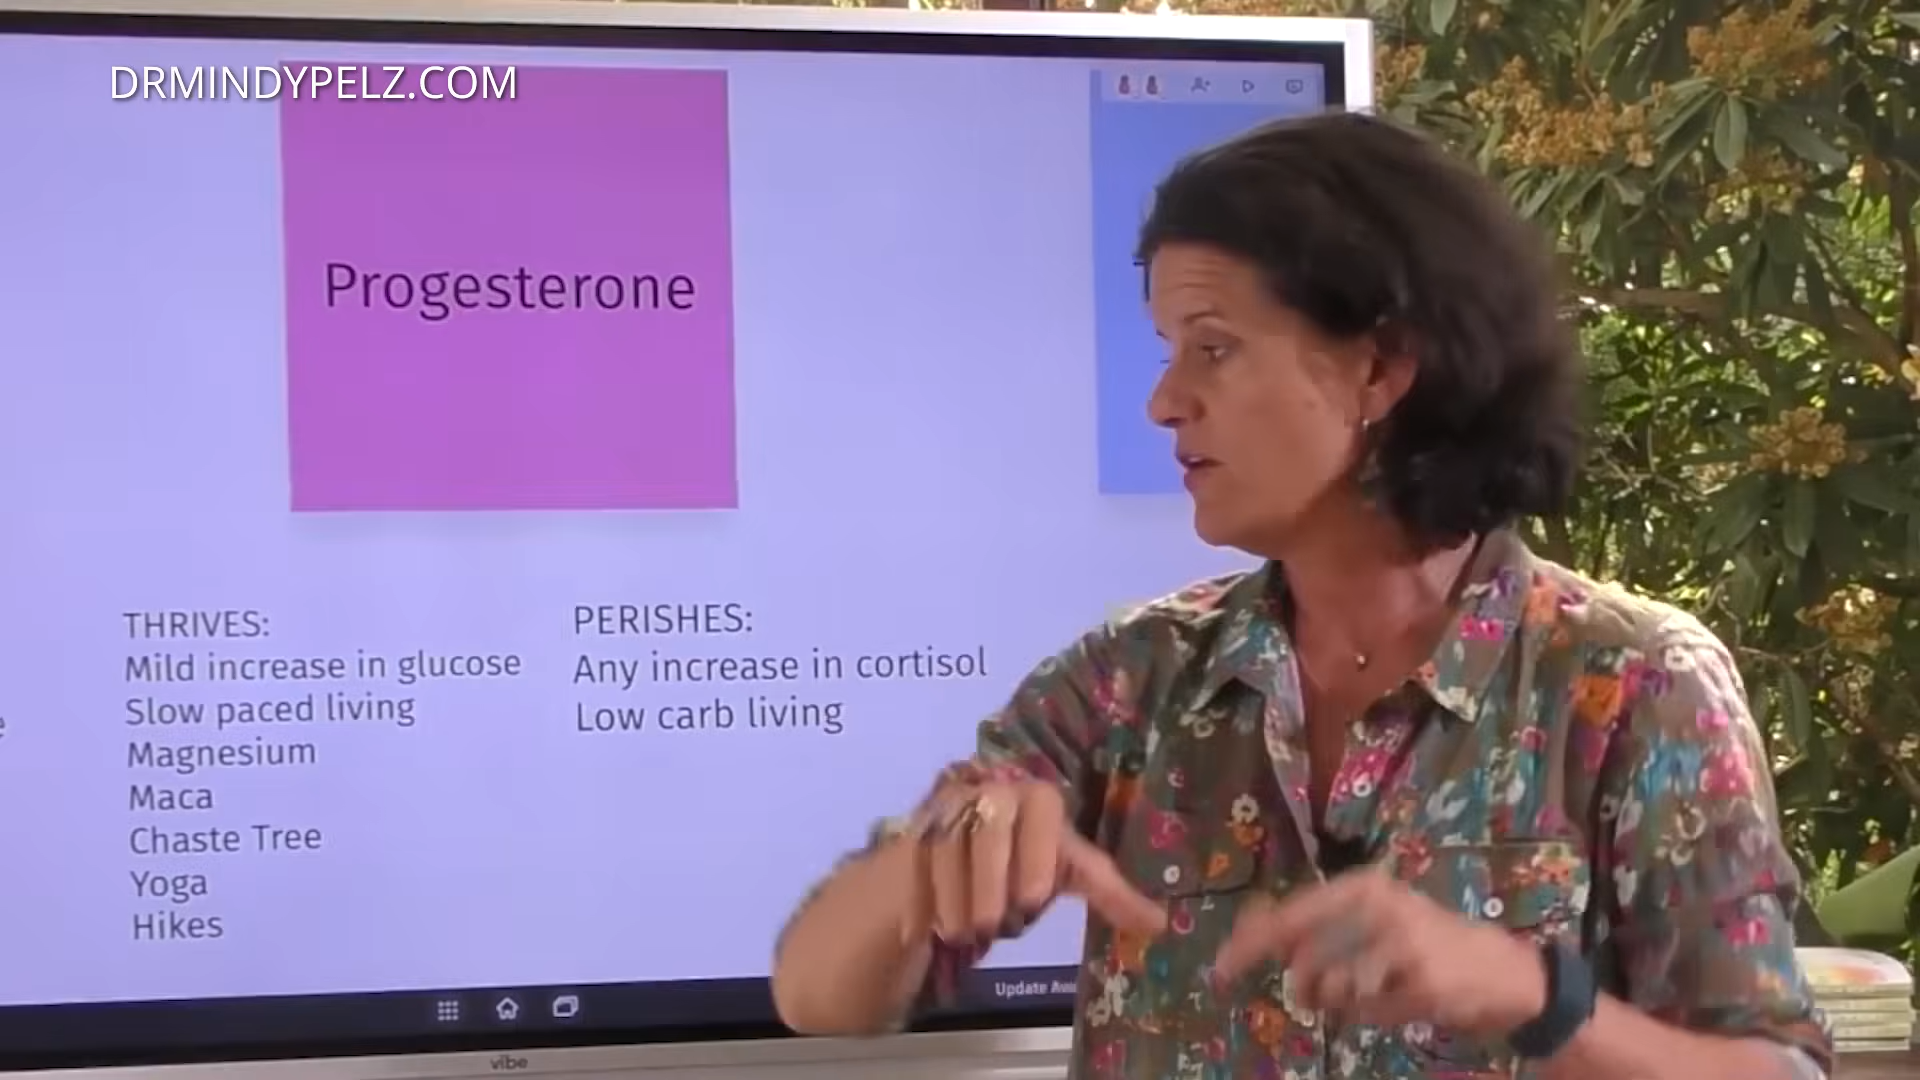 DRMINDYPELZ.COM
Progesterone
THRIVES:
Mild increase in glucose
Slow paced living
Magnesium
Maca
Chaste Tree
Yoga
Hikes
PERISHES:
Any increase in cortisol
Low carb living
Update
vibe